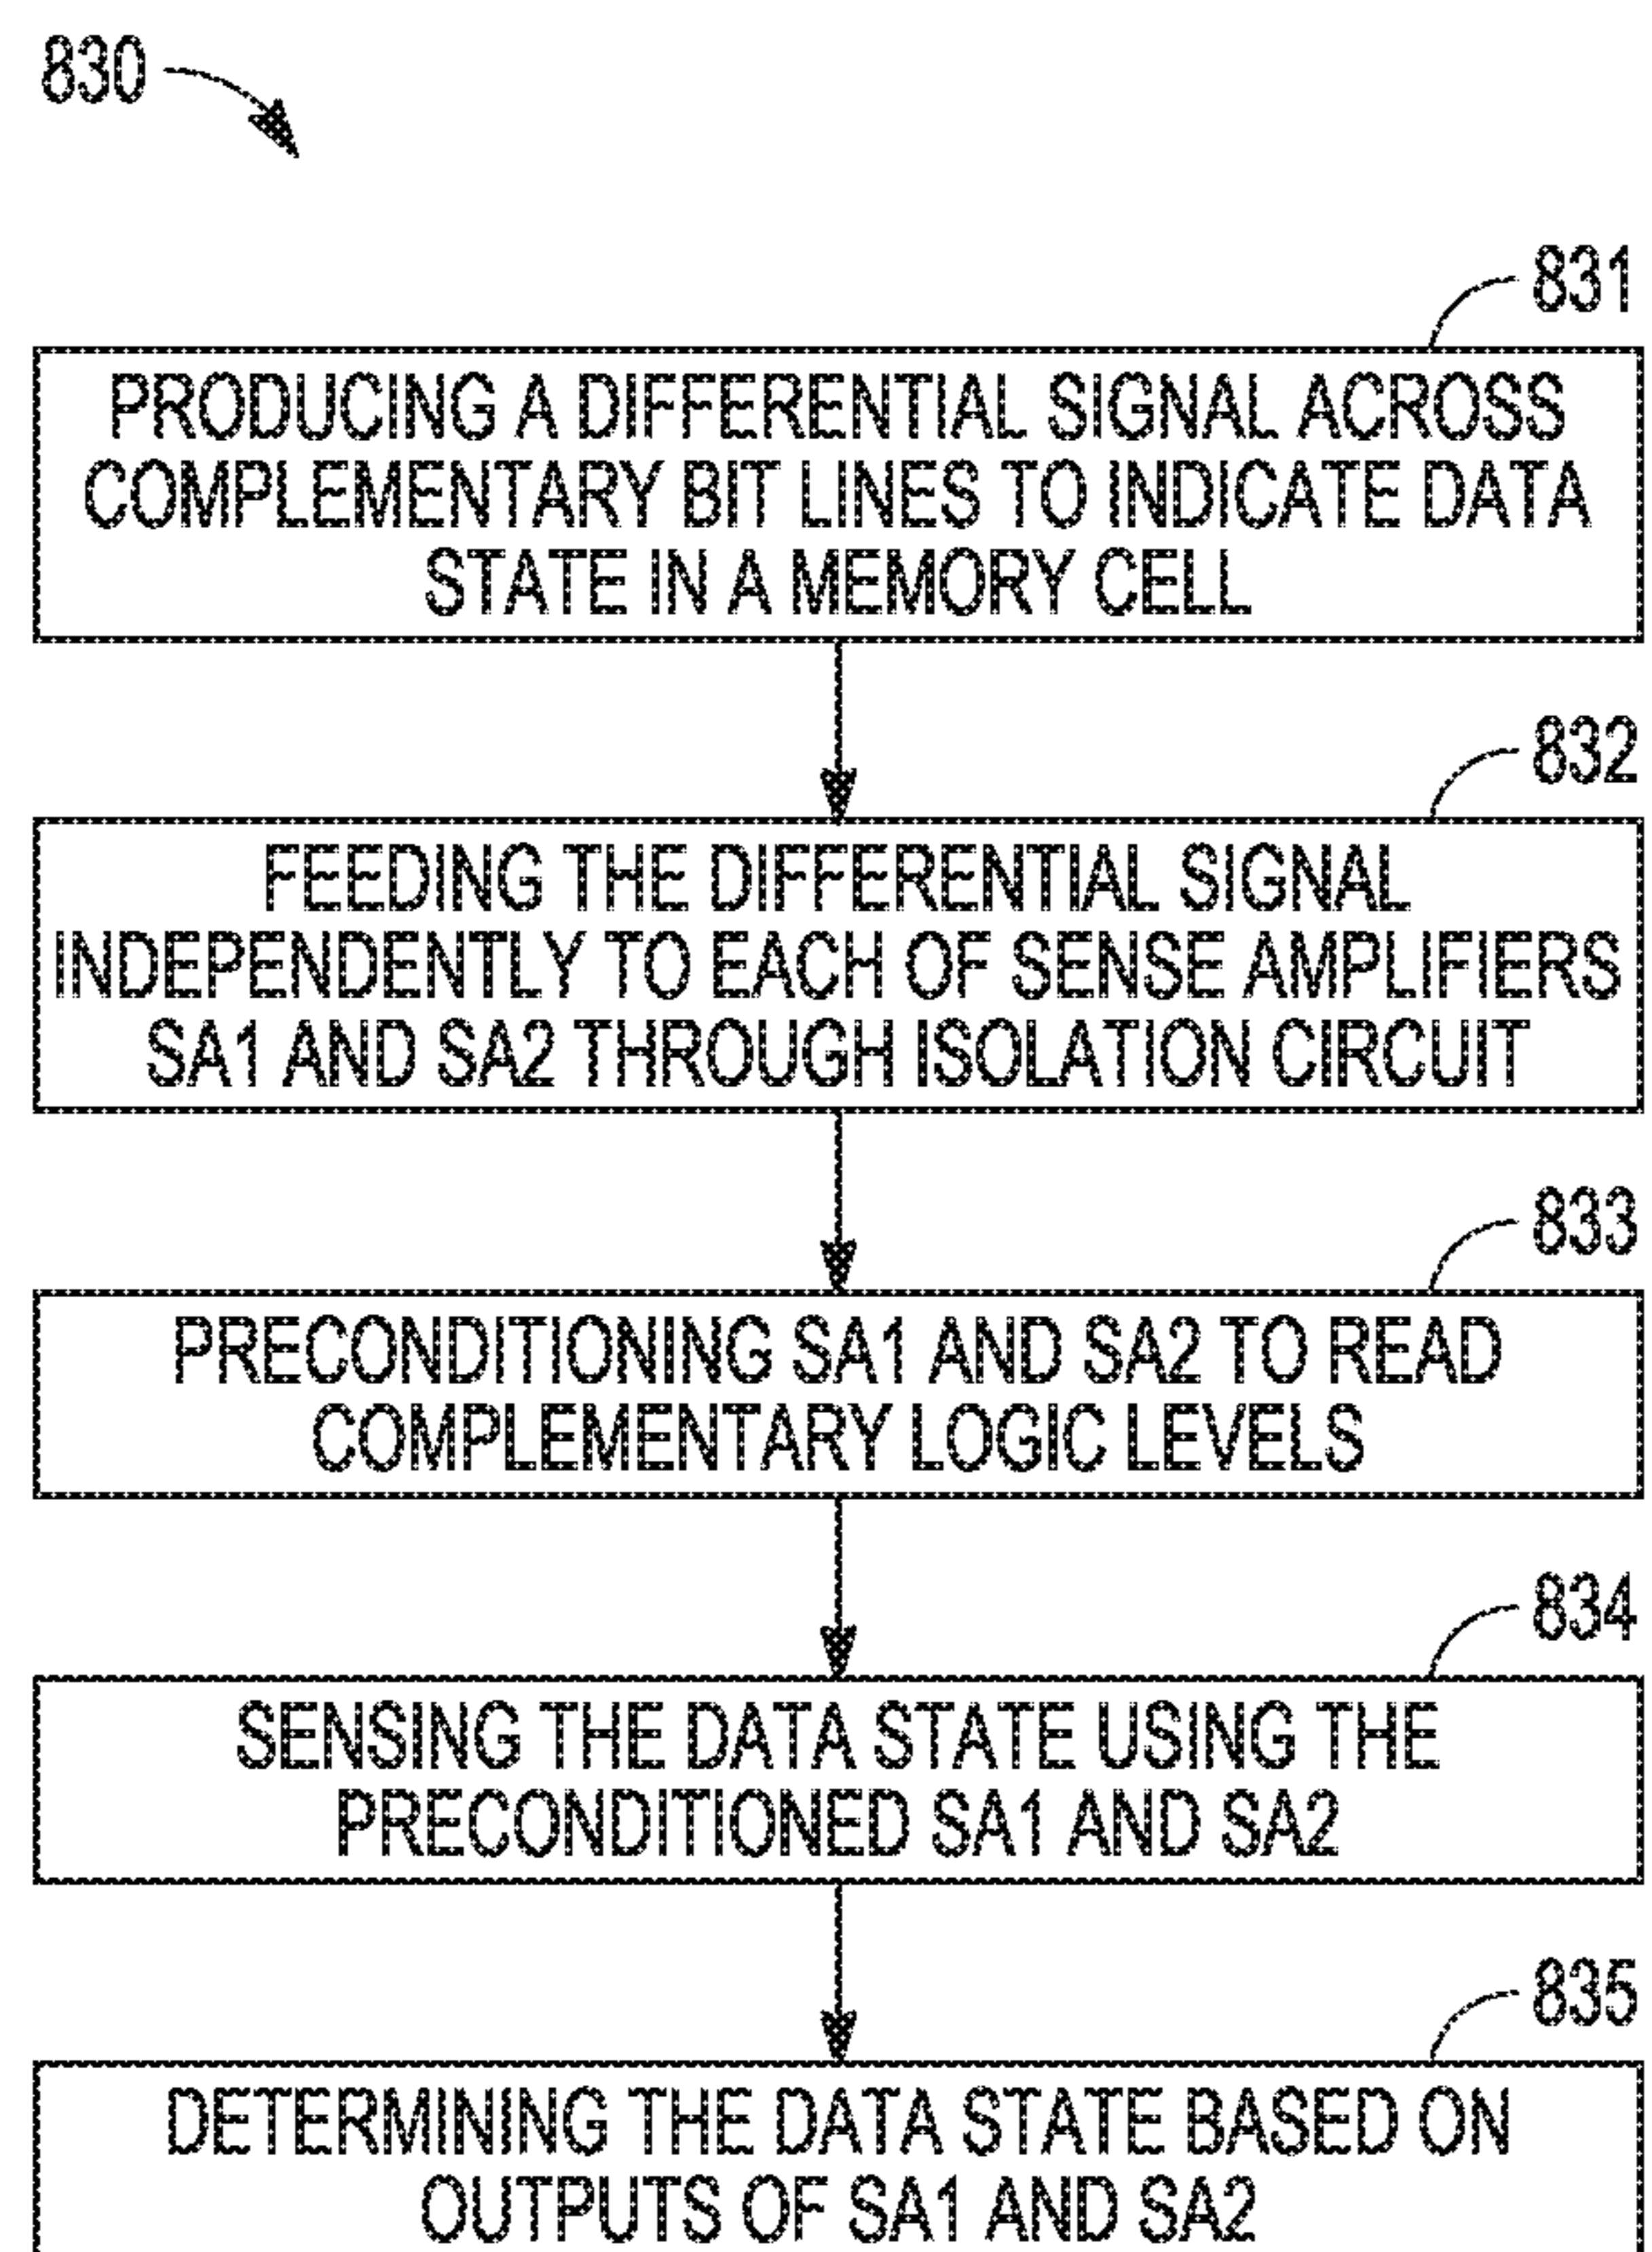 830
831
PRODUCING A DIFFERENTIAL SIGNAL ACROSS
COMPLEMENTARY BIT LINES TO INDICATE DATA
STATE IN A MEMORY CELL
832
FEEDING THE DIFFERENTIAL SIGNAL
INDEPENDENTLY TO EACH OF SENSE AMPLIFIERS
SA1 AND SA2 THROUGH ISOLATION CIRCUIT
833
PRECONDITIONING SA1 AND SA2 TO READ
COMPLEMENTARY LOGIC LEVELS
834
SENSING THE DATA STATE USING THE
PRECONDITIONED SA1 AND SA2
835
DETERMINING THE DATA STATE BASED ON
OUTPUTS OF SA1 AND SA2